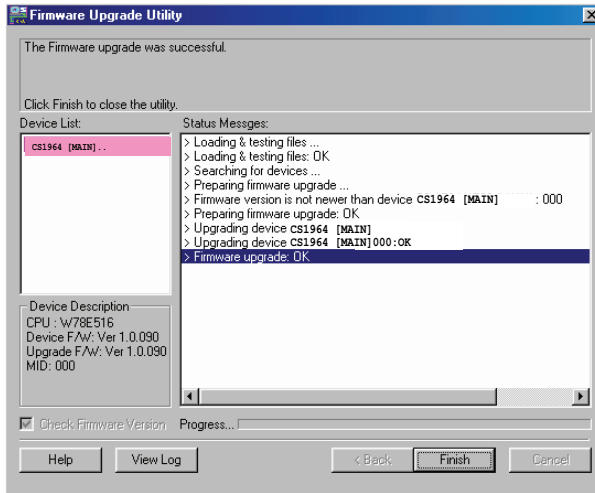 Firmware Upgrade Utility
The Firmware upgrade was successful.
Click Finish to close the utility.
Device List:
CS1964 [MAIN]..
Status Messges:
> Loading & testing files ...
> Loading & testing files: OK
> Searching for devices ...
> Preparing firmware upgrade ...
> Firmware version is not newer than device CS1964 [MAIN] : 000
> Preparing firmware upgrade: OK
> Upgrading device CS1964 [MAIN]
> Upgrading device CS1964 [MAIN]000:OK
> Firmware upgrade: OK
Device Description
CPU : W78E516
Device F/W: Ver 1.0.090
Upgrade F/W: Ver 1.0.090
MID: 000
Check Firmware Version
Progress...
Help
View Log
< Back
Finish
Cancel